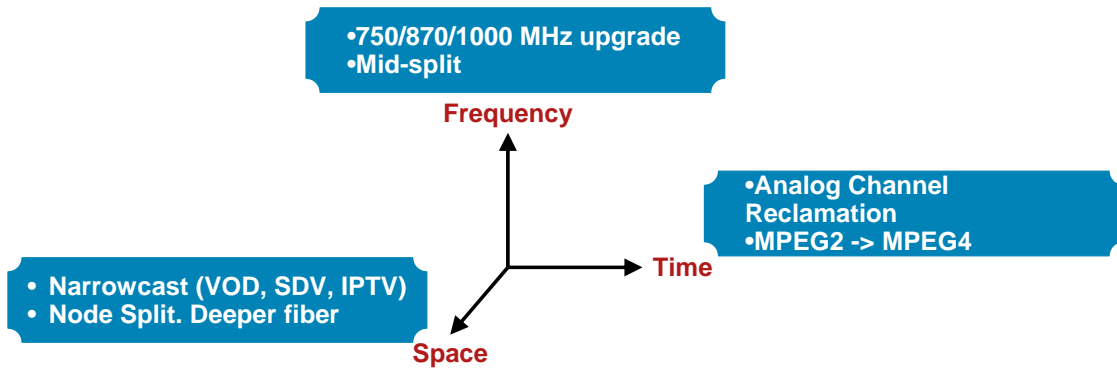 •750/870/1000 MHz upgrade
•Mid-split
Frequency
•Analog Channel
Reclamation
•MPEG2 -> MPEG4
Time
• Narrowcast (VOD, SDV, IPTV)
• Node Split. Deeper fiber
Space